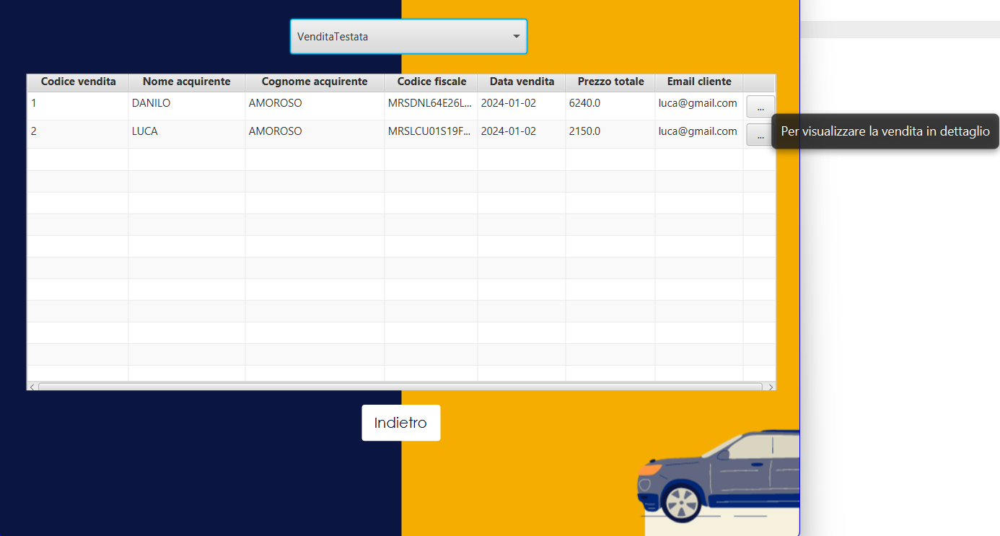 VenditaTestata
Codice vendita Nome acquirente Cognome acquirente Codice fiscale Data vendita Prezzo totale Email cliente
1 DANILO AMOROSO MRSDNL64E26L... 2024-01-02 6240.0 luca@gmail.com ...
2 LUCA AMOROSO MRSLCU01S19F... 2024-01-02 2150.0 luca@gmail.com ...
Per visualizzare la vendita in dettaglio
Indietro